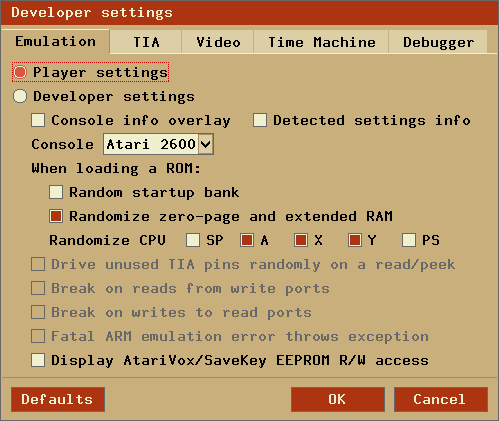 Developer settings
Emulation TIA Video Time Machine Debugger
Player settings
Developer settings
Console info overlay Detected settings info
Console Atari 2600
When loading a ROM:
Random startup bank
Randomize zero-page and extended RAM
Randomize CPU SP A X Y PS
Drive unused TIA pins randomly on a read/peek
Break on reads from write ports
Break on writes to read ports
Fatal ARM emulation error throws exception
Display AtariVox/SaveKey EEPROM R/W access
Defaults OK Cancel